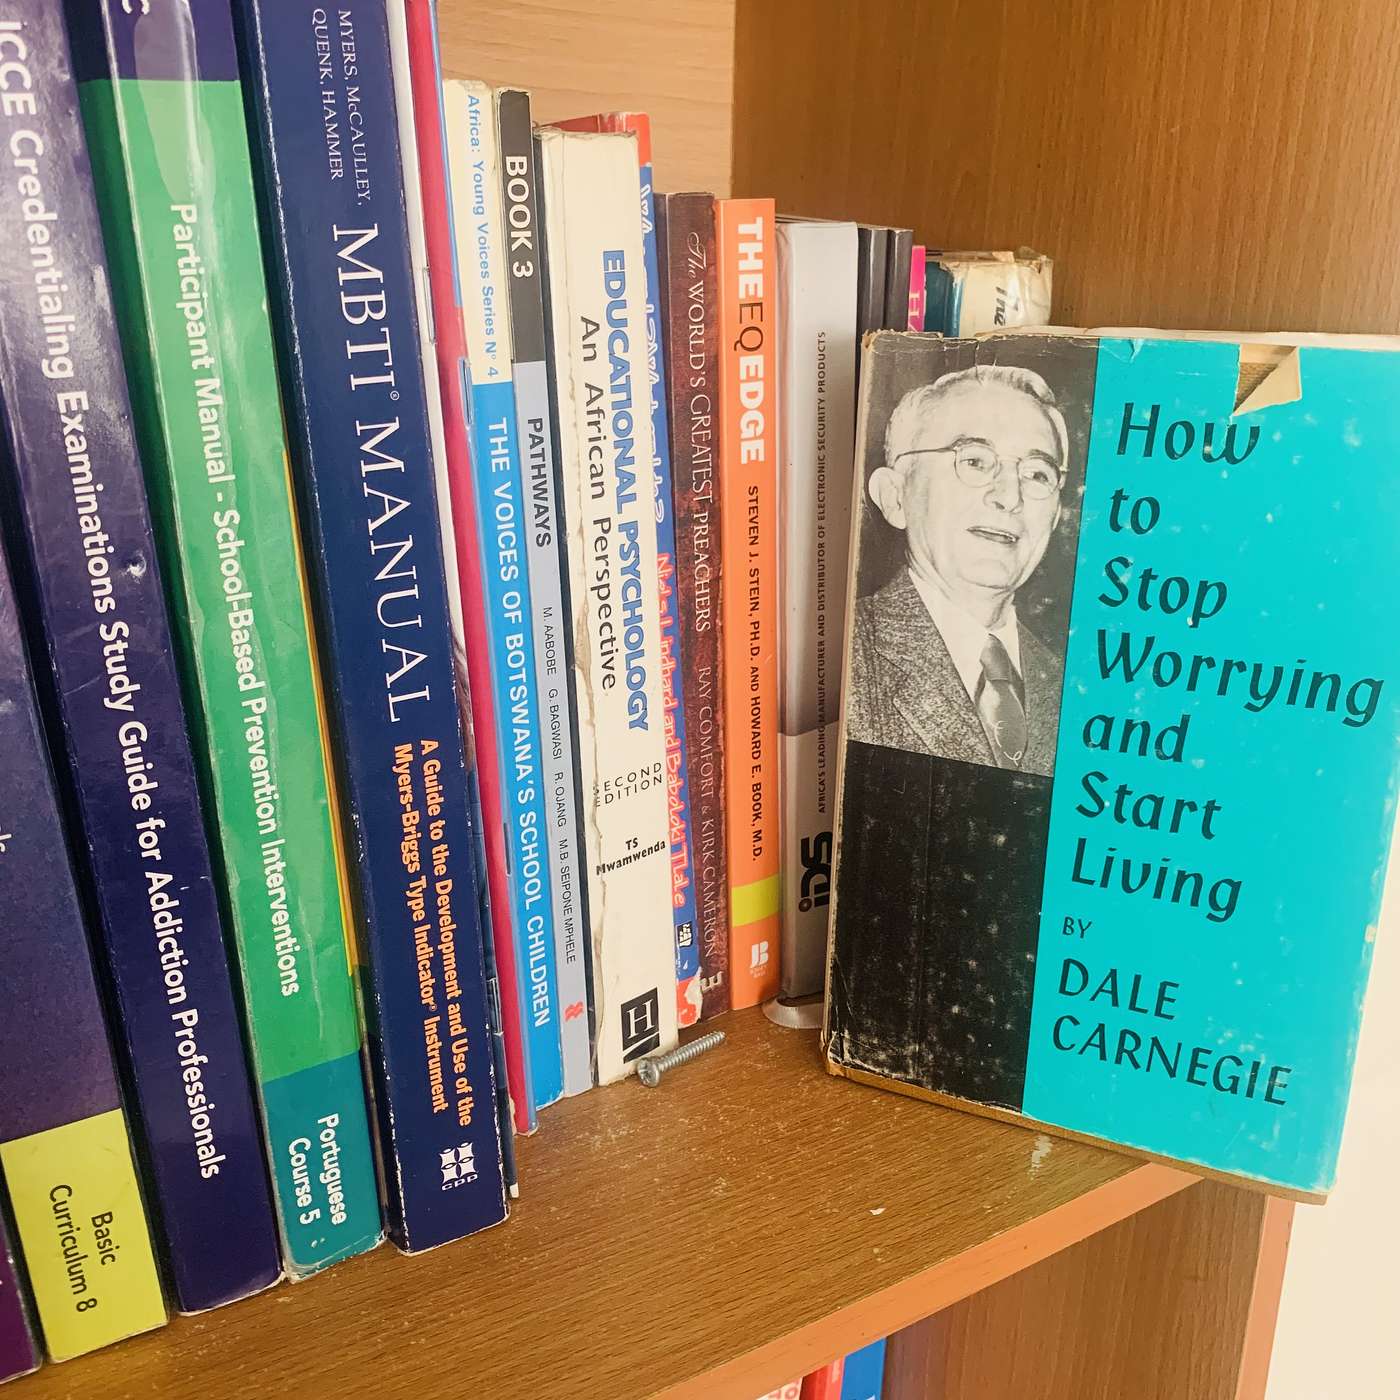 Basic
Curriculum 8
ICCE Credentialing Examinations Study Guide for Addiction Professionals
Participant Manual - School-Based Prevention Interventions
Portuguese
Course 5
MYERS, McCAULLEY,
QUENK, HAMMER
MBTI® MANUAL
A Guide to the Development and Use of the
Myers-Briggs Type Indicator® Instrument
CPP
Africa: Young Voices Series N° 4
THE VOICES OF BOTSWANA'S SCHOOL CHILDREN
BOOK 3
PATHWAYS
M. AABOBE G. BAGWASI R. OJANG M.B. SEIPONE MPHELE
EDUCATIONAL PSYCHOLOGY
An African Perspective
ECOND
DITION
TS
Mwamwenda
H
The WORLD'S GREATEST PREACHERS RAY COMFORT & KIRK CAMERON
THE EQ EDGE STEVEN J. STEIN, PH.D. AND HOWARD E. BOOK, M.D.
JB
AFRICA'S LEADING MANUFACTURER AND DISTRIBUTOR OF ELECTRONIC SECURITY PRODUCTS
IDS
The
How
to
Stop
Worrying
and
Start
Living
BY
DALE
CARNEGIE